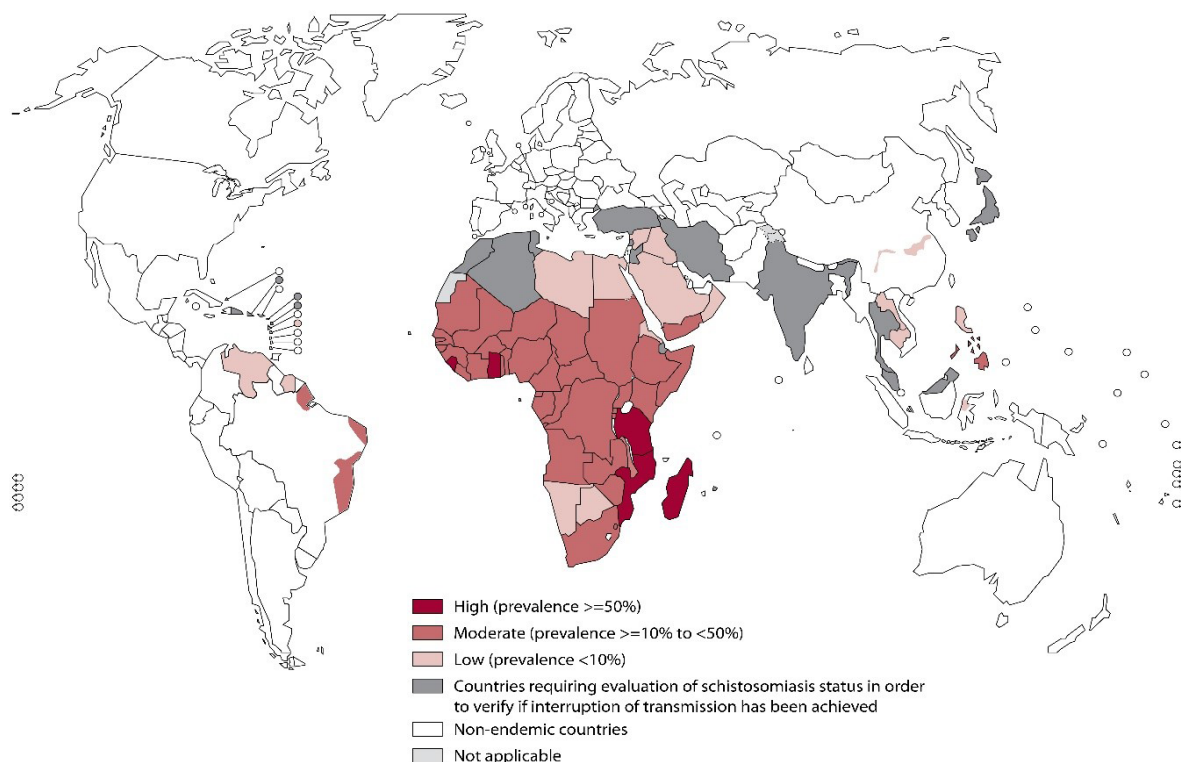 High (prevalence >=50%)
Moderate (prevalence >=10% to <50%)
Low (prevalence <10%)
Countries requiring evaluation of schistosomiasis status in order
to verify if interruption of transmission has been achieved
Non-endemic countries
Not applicable